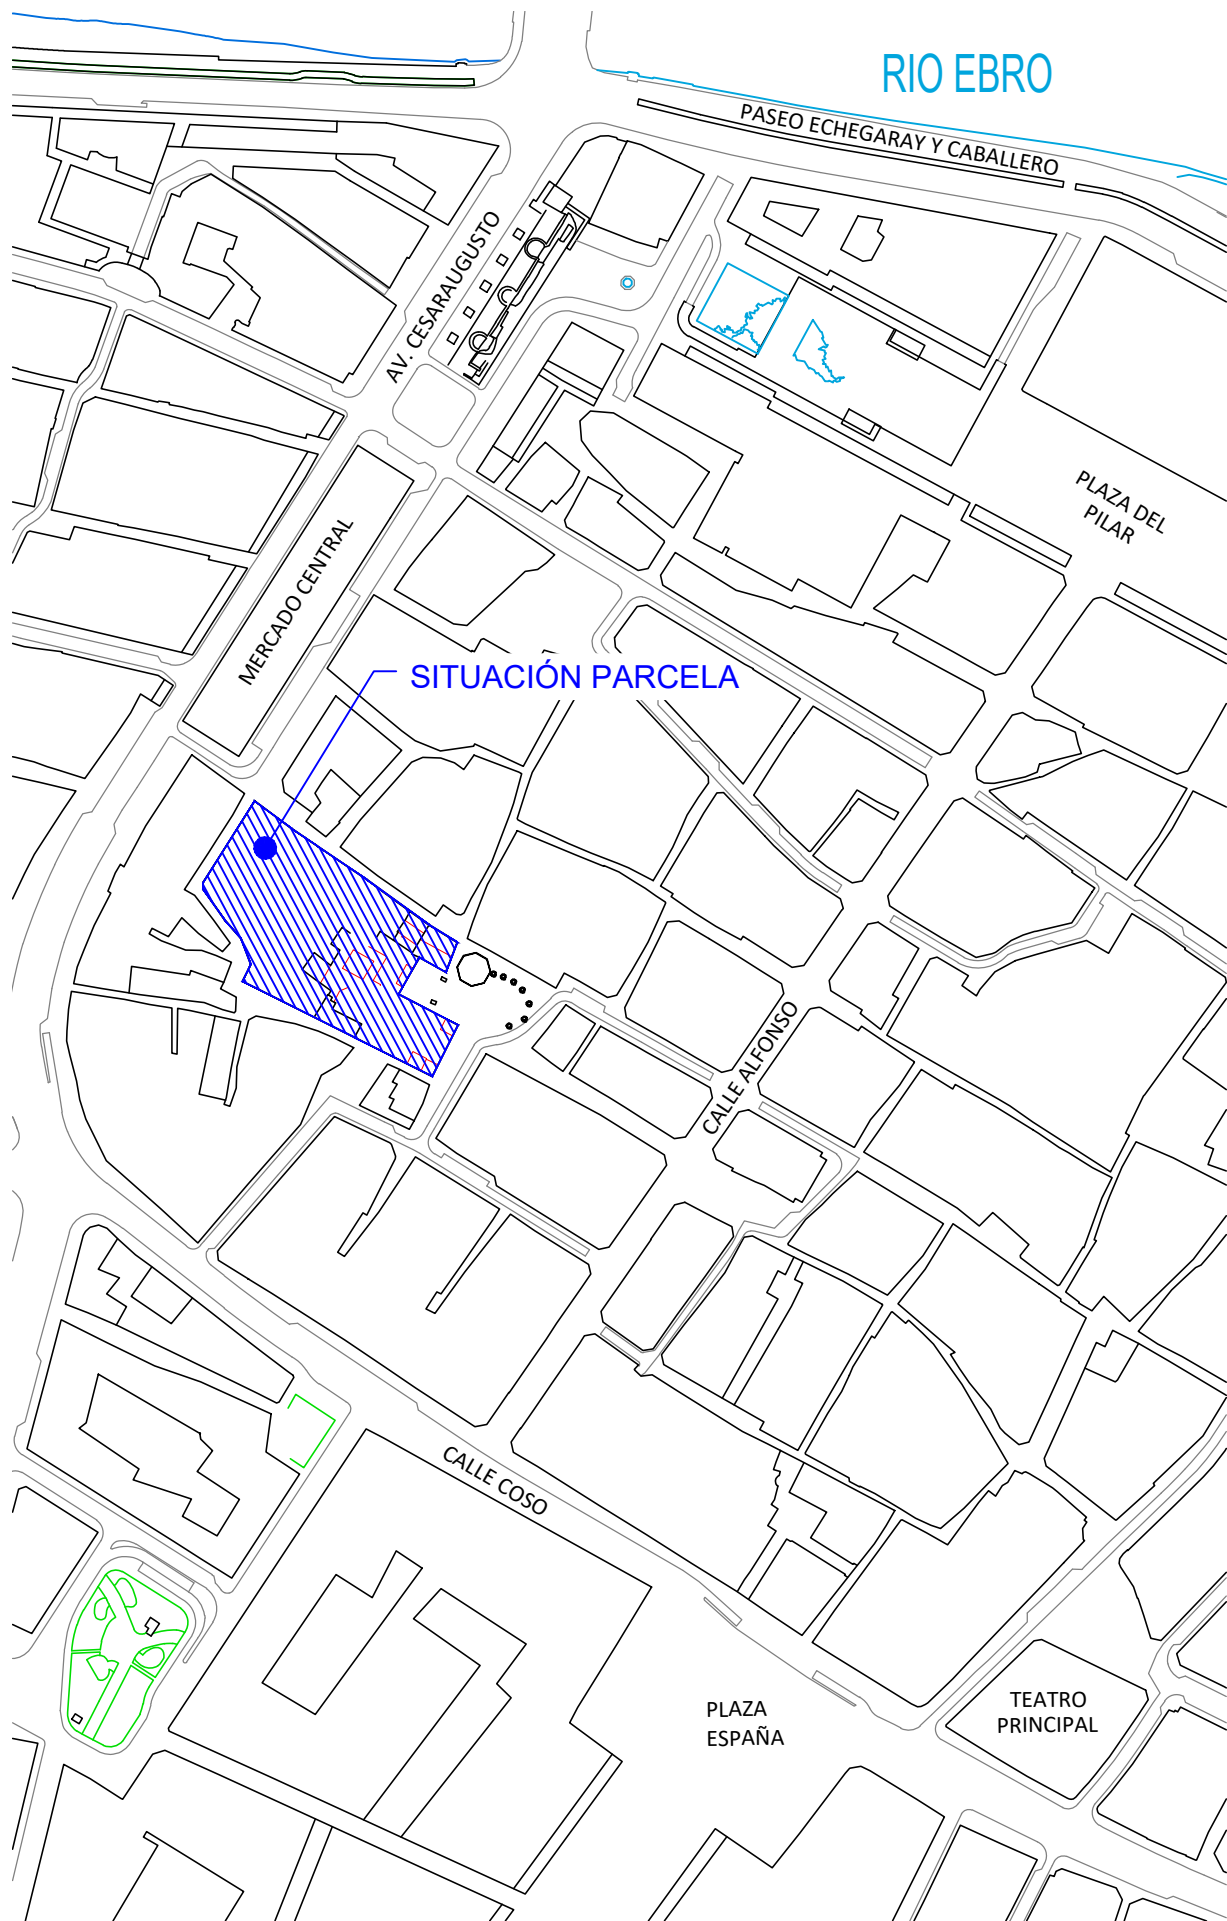 RIO EBRO
PASEO ECHEGARAY Y CABALLERO
AV. CESARAUGUSTO
PLAZA DEL
PILAR
MERCADO CENTRAL
SITUACIÓN PARCELA
CALLE ALFONSO
CALLE COSO
PLAZA
ESPAÑA
TEATRO
PRINCIPAL